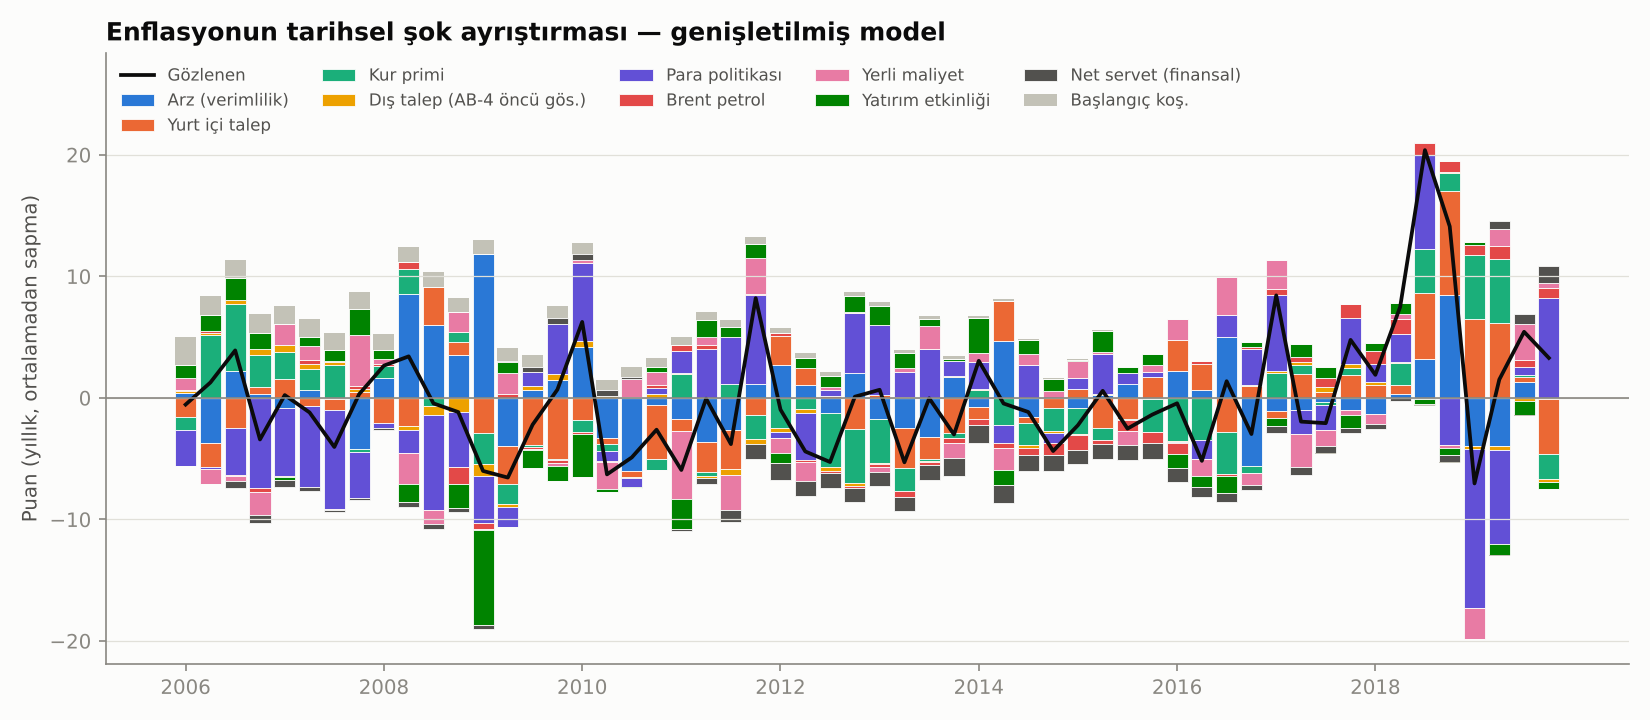 Enflasyonun tarihsel şok ayrıştırması — genişletilmiş model
Gözlenen
Arz (verimlilik)
Yurt içi talep
Kur primi
Dış talep (AB-4 öncü gös.)
Para politikası
Brent petrol
Yerli maliyet
Yatırım etkinliği
Net servet (finansal)
Başlangıç koş.
Puan (yıllık, ortalamadan sapma)
20
10
0
−10
−20
2006
2008
2010
2012
2014
2016
2018